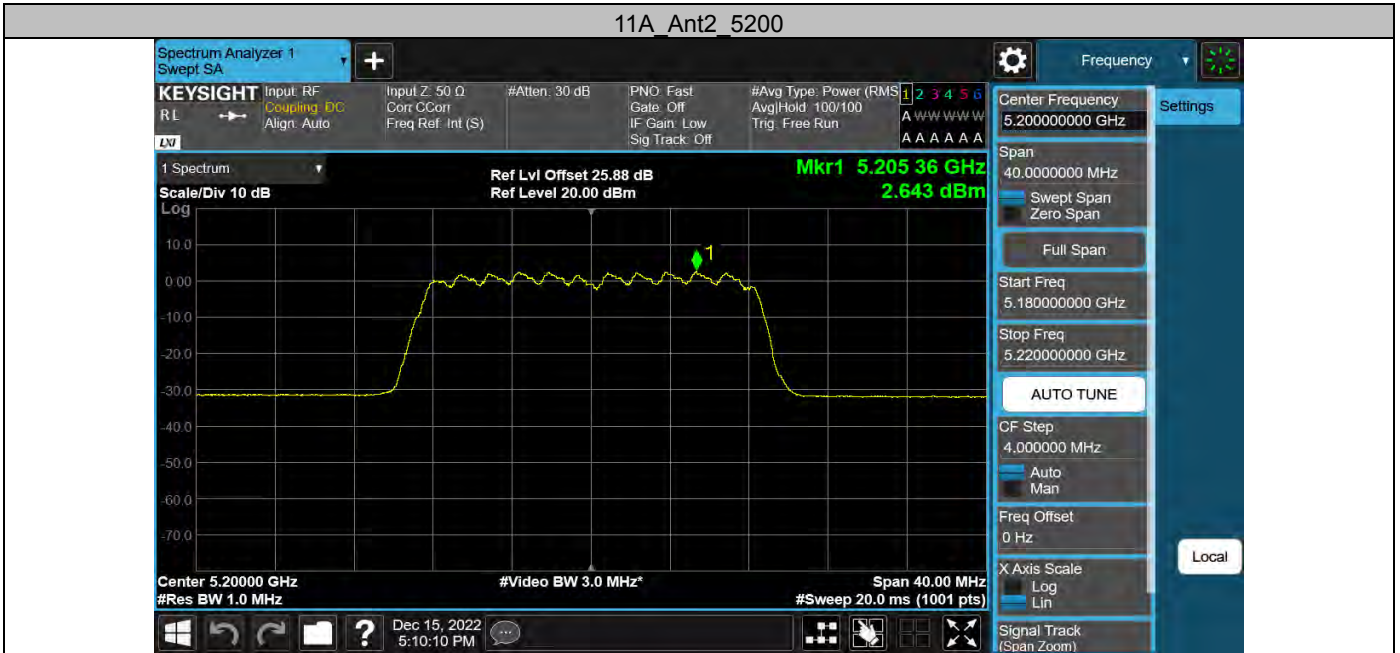 11A_Ant2_5200
Spectrum Analyzer 1
Swept SA
+
Frequency
KEYSIGHT
RL
LXI
Input: RF
Coupling: DC
Align: Auto
Input Z: 50 Ω
Corr CCorr
Freq Ref: Int (S)
#Atten: 30 dB
PNO: Fast
Gate: Off
IF Gain: Low
Sig Track: Off
#Avg Type: Power (RMS
Avg|Hold: 100/100
Trig: Free Run
1 2 3 4 5 6
A W W W W W
A A A A A A
1 Spectrum
Scale/Div 10 dB
Log
Ref Lvl Offset 25.88 dB
Ref Level 20.00 dBm
Mkr1 5.205 36 GHz
2.643 dBm
1
10.0
0.00
-10.0
-20.0
-30.0
-40.0
-50.0
-60.0
-70.0
Center 5.20000 GHz
#Res BW 1.0 MHz
#Video BW 3.0 MHz*
Span 40.00 MHz
#Sweep 20.0 ms (1001 pts)
?
Dec 15, 2022
5:10:10 PM
Center Frequency
5.200000000 GHz
Settings
Span
40.0000000 MHz
Swept Span
Zero Span
Full Span
Start Freq
5.180000000 GHz
Stop Freq
5.220000000 GHz
AUTO TUNE
CF Step
4.000000 MHz
Auto
Man
Freq Offset
0 Hz
Local
X Axis Scale
Log
Lin
Signal Track
(Span Zoom)